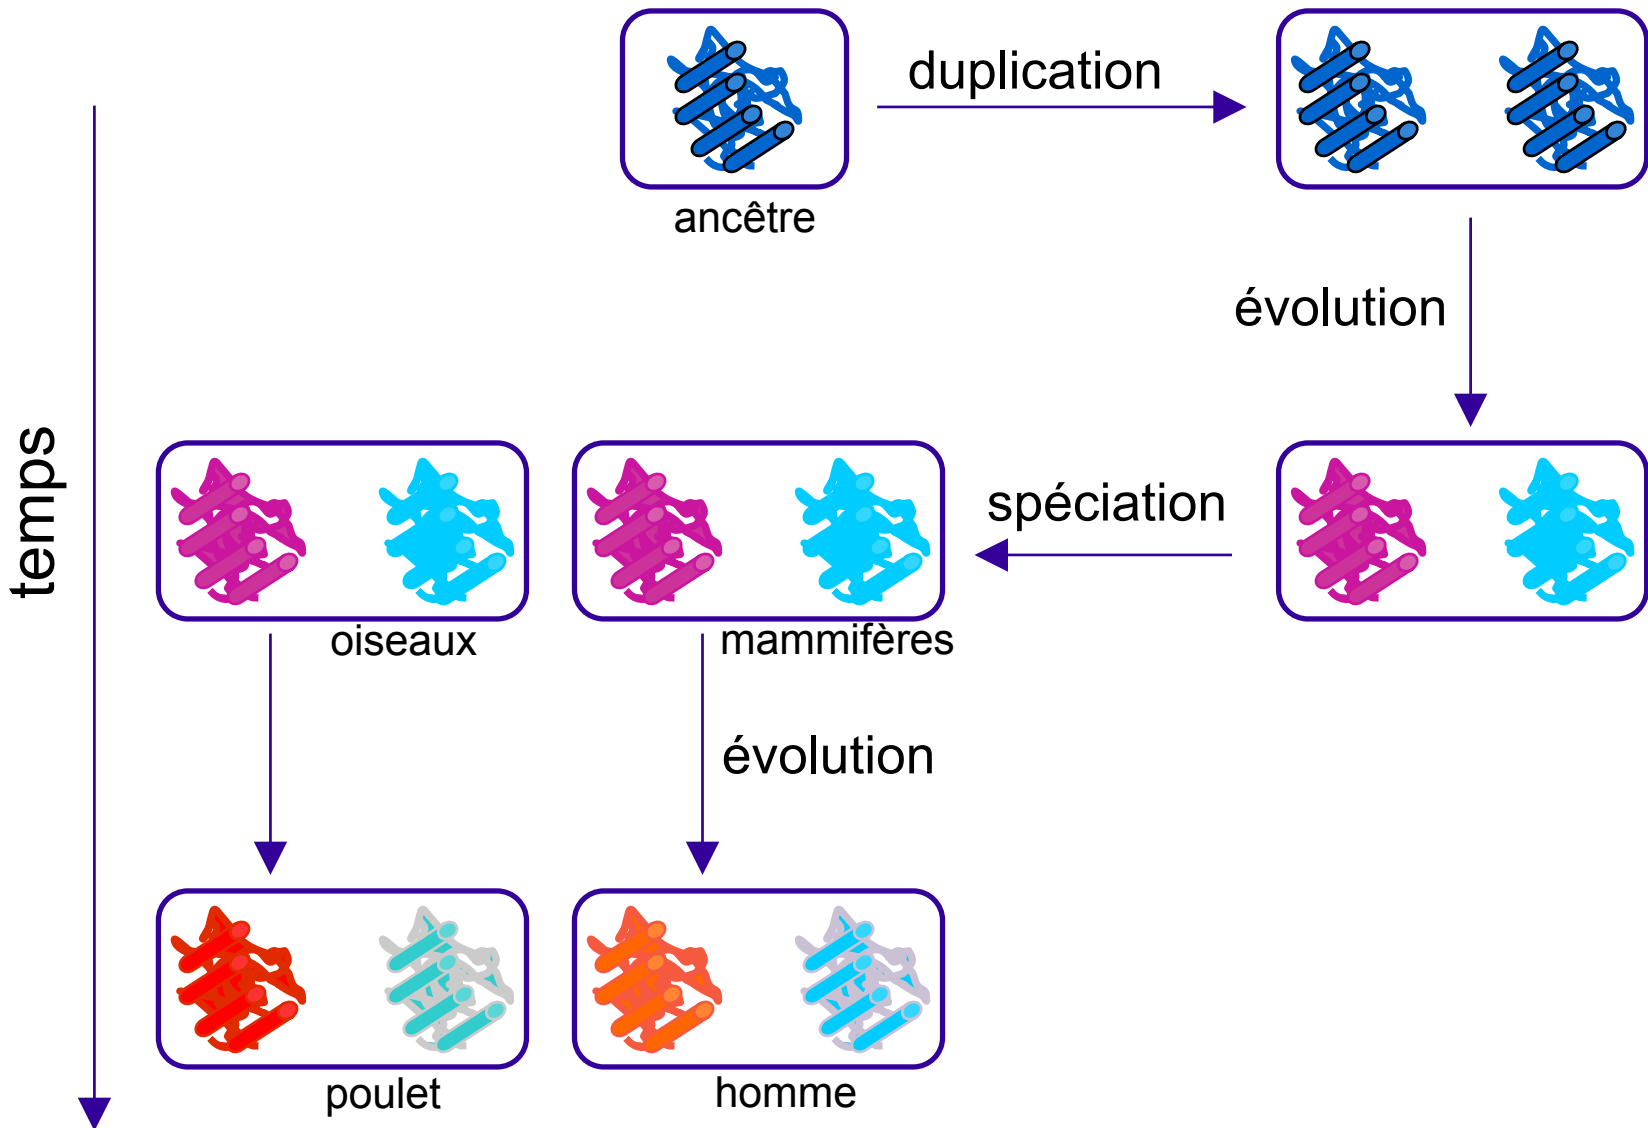 duplication
ancêtre
évolution
temps
spéciation
oiseaux
mammifères
évolution
poulet
homme